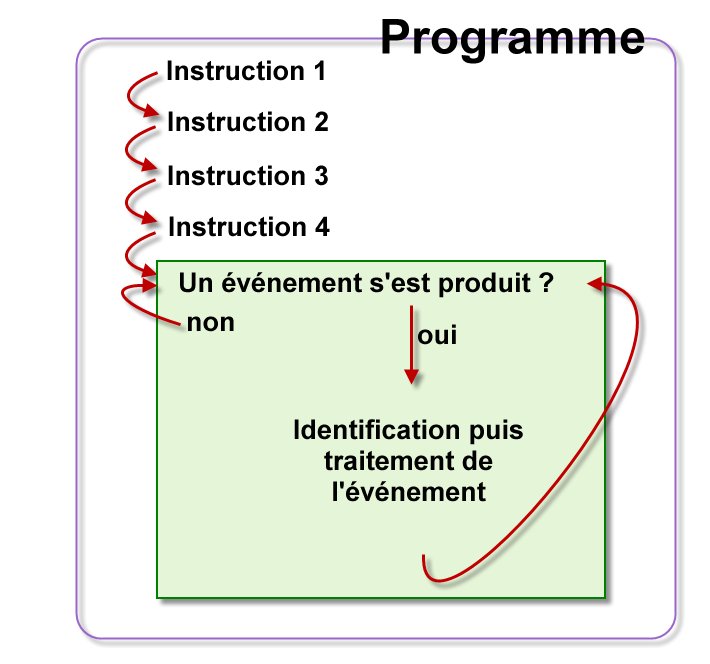 Programme
Instruction 1
Instruction 2
Instruction 3
Instruction 4
Un événement s'est produit ?
non
oui
Identification puis
traitement de
l'événement